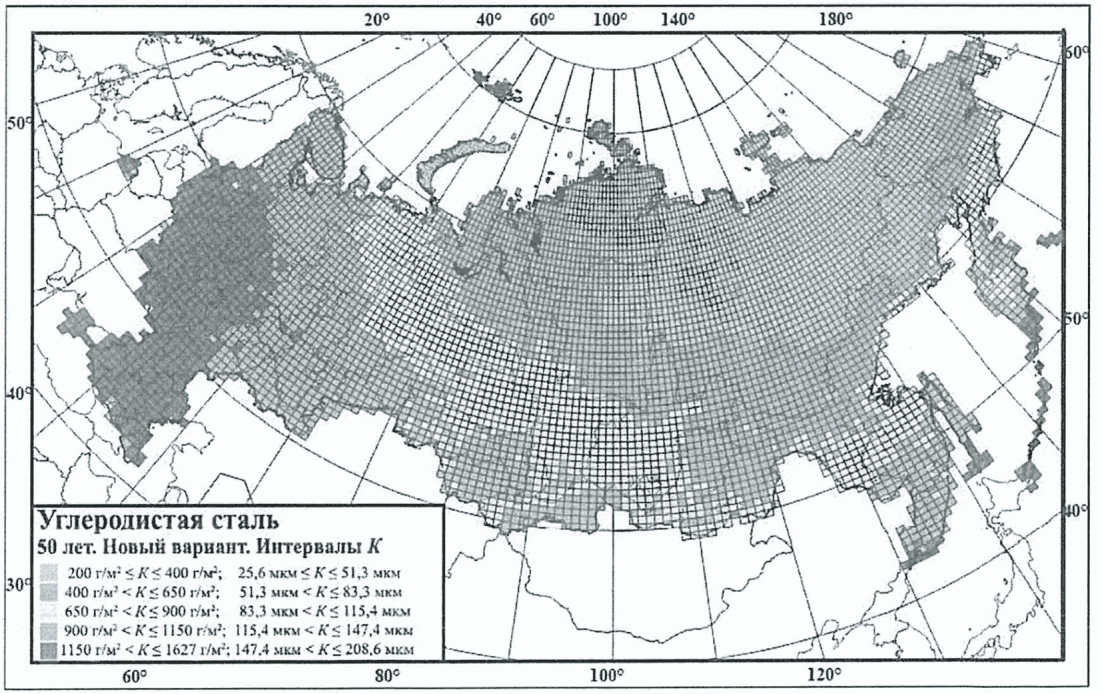 20° 40° 60° 100° 140° 180°
60°
50°
50°
40°
40°
30°
Углеродистая сталь
50 лет. Новый вариант. Интервалы K
200 г/м² ≤ K ≤ 400 г/м²; 25,6 мкм ≤ K ≤ 51,3 мкм
400 г/м² < K ≤ 650 г/м²; 51,3 мкм < K ≤ 83,3 мкм
650 г/м² < K ≤ 900 г/м²; 83,3 мкм < K ≤ 115,4 мкм
900 г/м² < K ≤ 1150 г/м²; 115,4 мкм < K ≤ 147,4 мкм
1150 г/м² < K ≤ 1627 г/м²; 147,4 мкм < K ≤ 208,6 мкм
60° 100° 120°